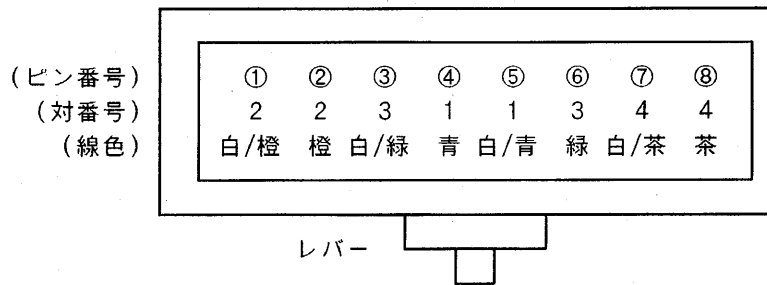 (ピン番号) ① ② ③ ④ ⑤ ⑥ ⑦ ⑧
(対番号) 2 2 3 1 1 3 4 4
(線色) 白/橙 橙 白/緑 青 白/青 緑 白/茶 茶
レバー